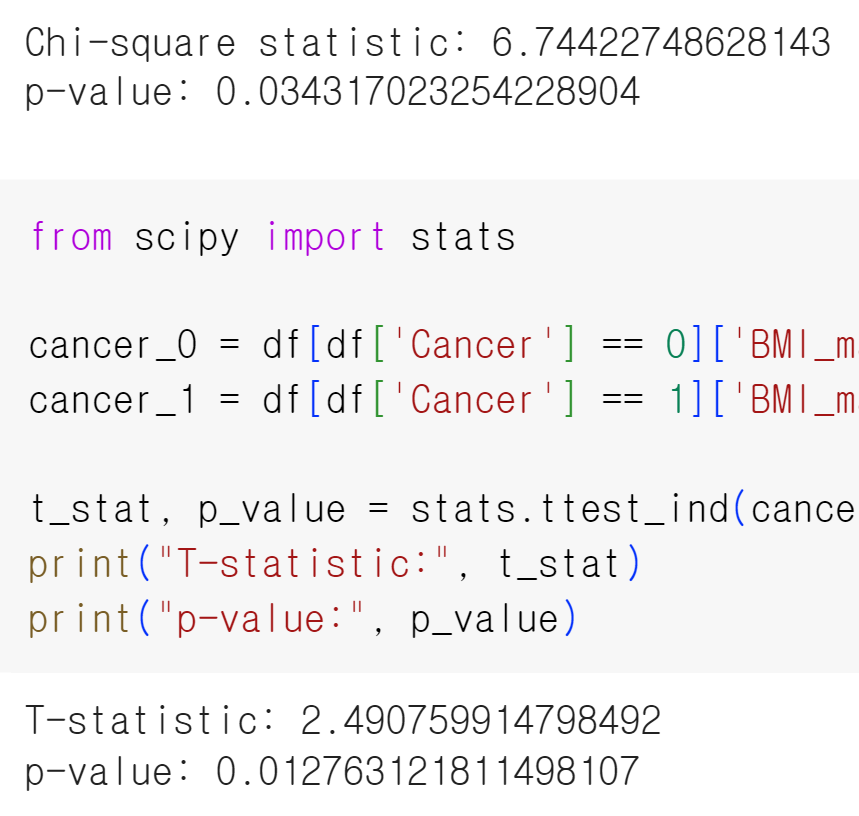 Chi-square statistic: 6.74422748628143
p-value: 0.034317023254228904
from scipy import stats
cancer_0 = df[df['Cancer'] == 0]['BMI_m
cancer_1 = df[df['Cancer'] == 1]['BMI_m
t_stat, p_value = stats.ttest_ind(cance
print("T-statistic:", t_stat)
print("p-value:", p_value)
T-statistic: 2.490759914798492
p-value: 0.012763121811498107